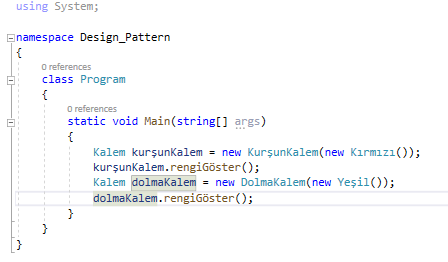 using System;
namespace Design_Pattern
{
0 references
class Program
{
0 references
static void Main(string[] args)
{
Kalem kurşunKalem = new KurşunKalem(new Kırmızı());
kurşunKalem.rengiGöster();
Kalem dolmaKalem = new DolmaKalem(new Yeşil());
dolmaKalem.rengiGöster();
}
}
}